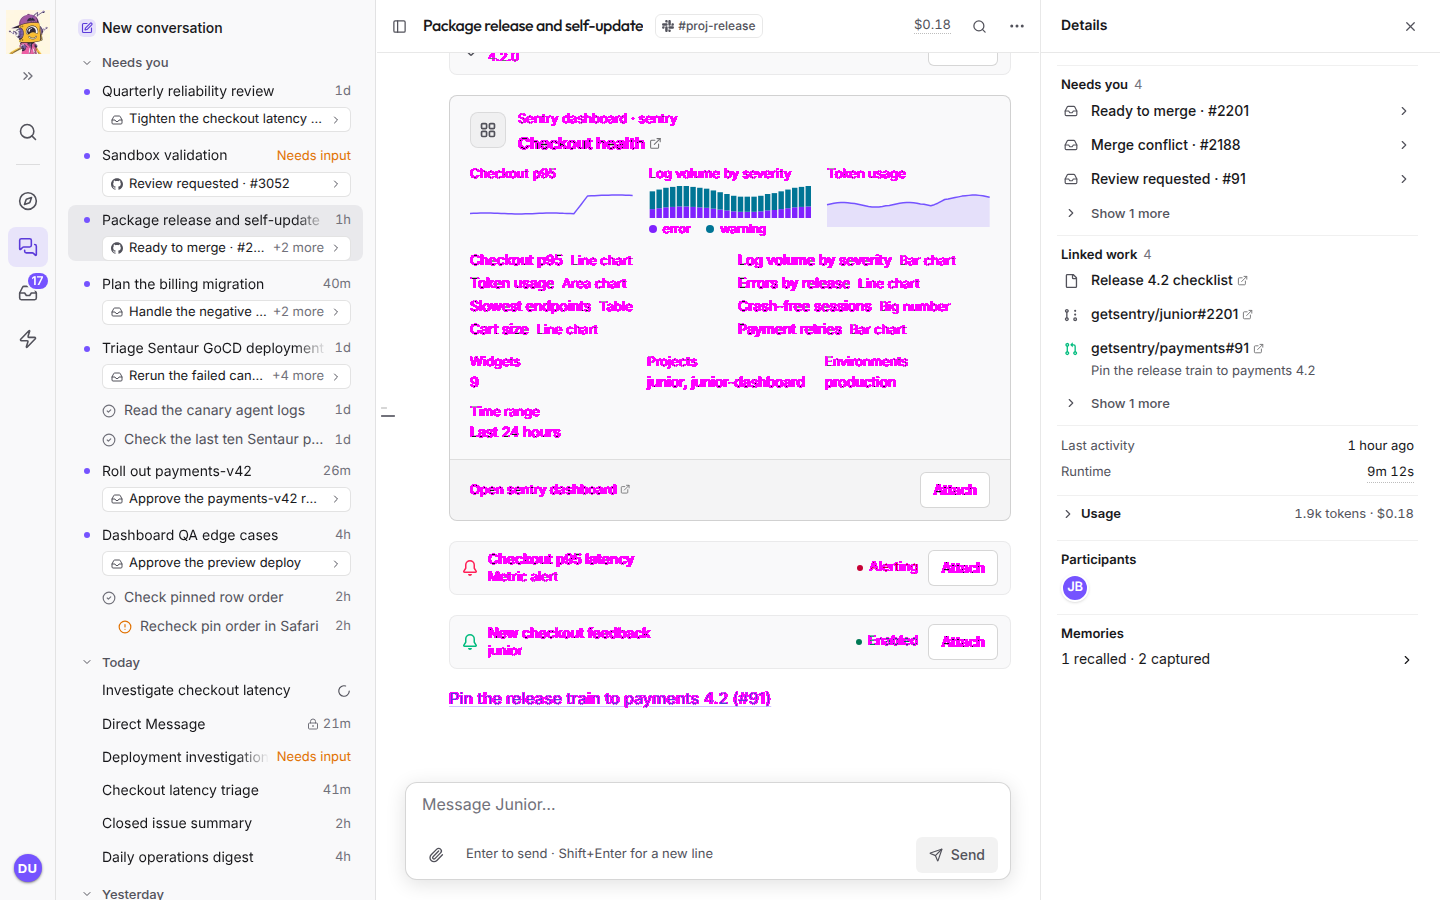 New conversation
Needs you
Quarterly reliability review 1d
Tighten the checkout latency ...
Sandbox validation Needs input
Review requested · #3052
Package release and self-update 1h
Ready to merge · #2... +2 more
Plan the billing migration 40m
Handle the negative ... +2 more
Triage Sentaur GoCD deployment 1d
Rerun the failed can... +4 more
Read the canary agent logs 1d
Check the last ten Sentaur p... 1d
Roll out payments-v42 26m
Approve the payments-v42 r...
Dashboard QA edge cases 4h
Approve the preview deploy
Check pinned row order 2h
Recheck pin order in Safari 2h
Today
Investigate checkout latency
Direct Message 21m
Deployment investigation Needs input
Checkout latency triage 41m
Closed issue summary 2h
Daily operations digest 4h
Yesterday
17
DU
Package release and self-update #proj-release $0.18
4.2.0
Sentry dashboard · sentry
Checkout health
Checkout p95 Log volume by severity Token usage
error warning
Checkout p95 Line chart Log volume by severity Bar chart
Token usage Area chart Errors by release Line chart
Slowest endpoints Table Crash-free sessions Big number
Cart size Line chart Payment retries Bar chart
Widgets Projects Environments
9 junior, junior-dashboard production
Time range
Last 24 hours
Open sentry dashboard Attach
Checkout p95 latency
Metric alert
Alerting Attach
New checkout feedback
junior
Enabled Attach
Pin the release train to payments 4.2 (#91)
Message Junior...
Enter to send · Shift+Enter for a new line Send
Details
Needs you 4
Ready to merge · #2201
Merge conflict · #2188
Review requested · #91
Show 1 more
Linked work 4
Release 4.2 checklist
getsentry/junior#2201
getsentry/payments#91
Pin the release train to payments 4.2
Show 1 more
Last activity 1 hour ago
Runtime 9m 12s
Usage 1.9k tokens · $0.18
Participants
JB
Memories
1 recalled · 2 captured